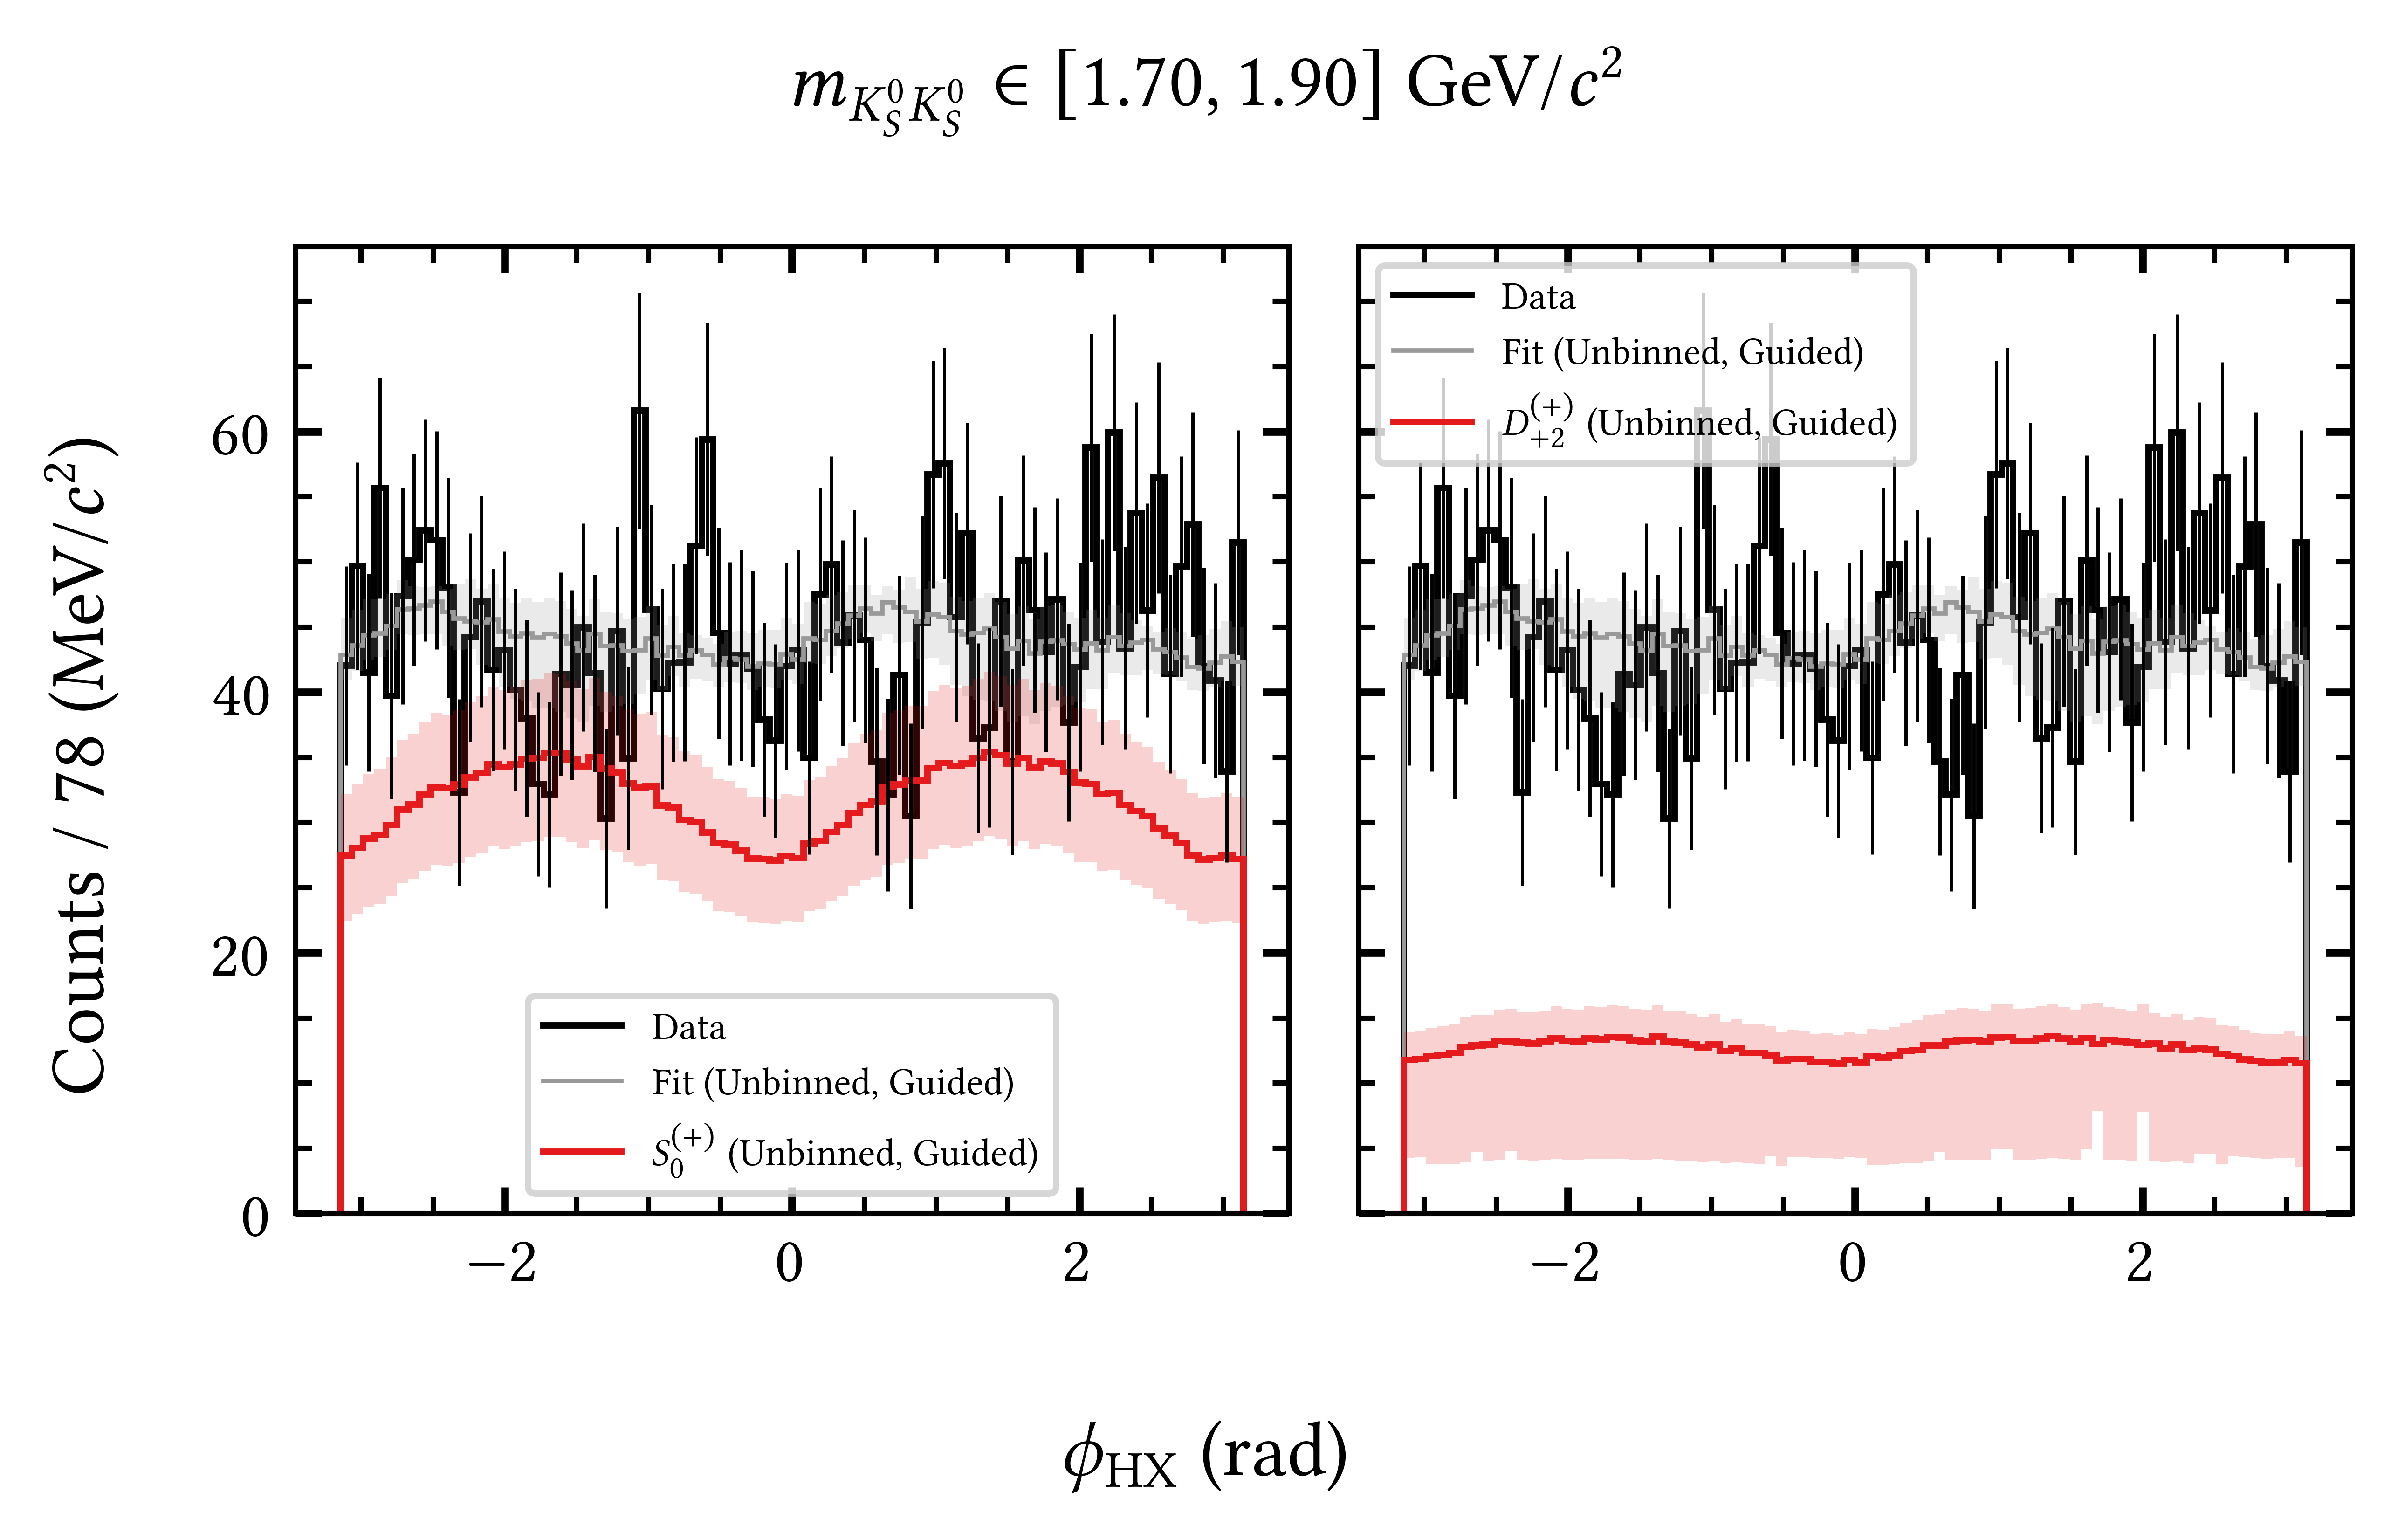 m_{K_S^0 K_S^0} ∈ [1.70, 1.90] GeV/c²
Counts / 78 (MeV/c²)
60
40
20
0
Data
Fit (Unbinned, Guided)
S_0^{(+)} (Unbinned, Guided)
Data
Fit (Unbinned, Guided)
D_{+2}^{(+)} (Unbinned, Guided)
−2 0 2
−2 0 2
ϕ_{HX} (rad)